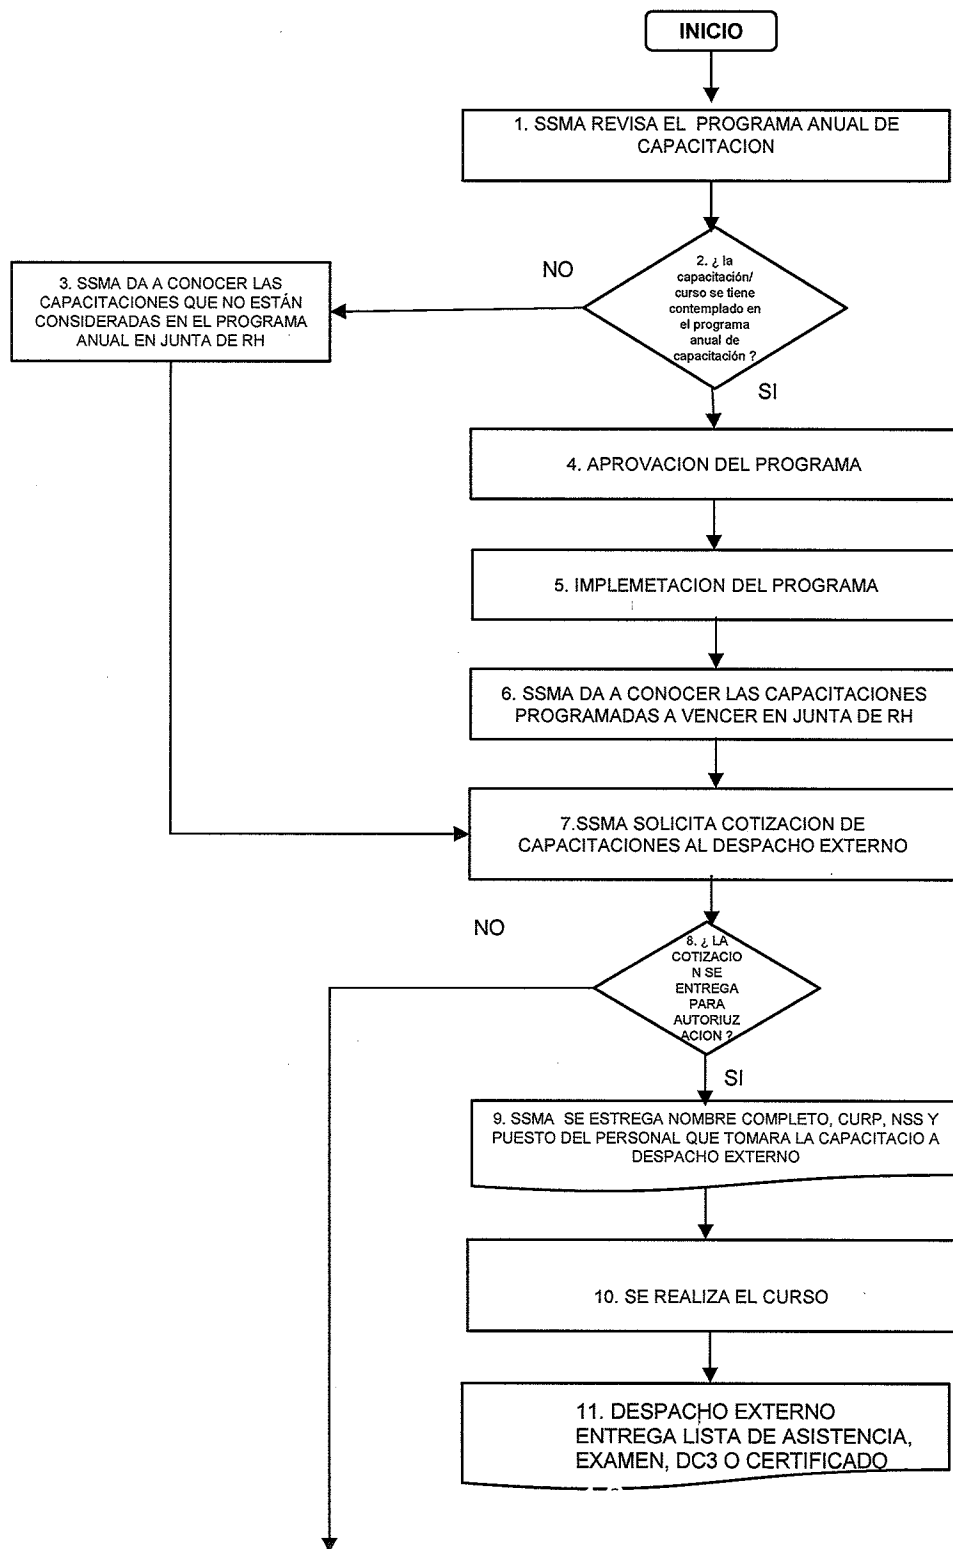 INICIO
1. SSMA REVISA EL PROGRAMA ANUAL DE
CAPACITACION
2. ¿ la
capacitación/
curso se tiene
contemplado en
el programa
anual de
capacitación ?
NO
3. SSMA DA A CONOCER LAS
CAPACITACIONES QUE NO ESTÁN
CONSIDERADAS EN EL PROGRAMA
ANUAL EN JUNTA DE RH
SI
4. APROVACION DEL PROGRAMA
5. IMPLEMETACION DEL PROGRAMA
6. SSMA DA A CONOCER LAS CAPACITACIONES
PROGRAMADAS A VENCER EN JUNTA DE RH
7.SSMA SOLICITA COTIZACION DE
CAPACITACIONES AL DESPACHO EXTERNO
NO
8. ¿ LA
COTIZACIO
N SE
ENTREGA
PARA
AUTORIUZ
ACION ?
SI
9. SSMA SE ESTREGA NOMBRE COMPLETO, CURP, NSS Y
PUESTO DEL PERSONAL QUE TOMARA LA CAPACITACIO A
DESPACHO EXTERNO
10. SE REALIZA EL CURSO
11. DESPACHO EXTERNO
ENTREGA LISTA DE ASISTENCIA,
EXAMEN, DC3 O CERTIFICADO